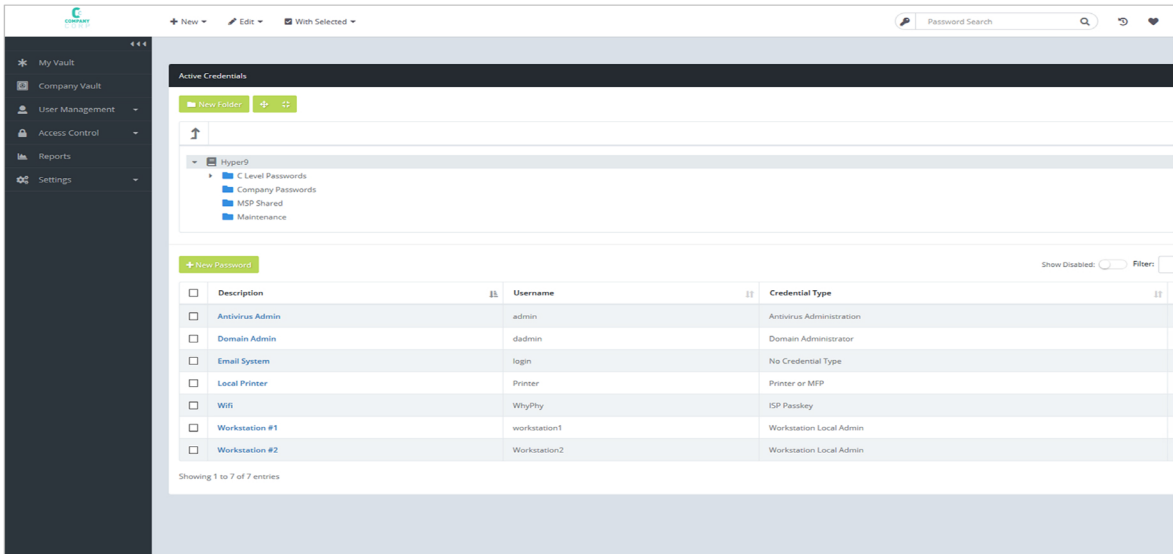 C
COMPANY
CORP
New
Edit
With Selected
Password Search
My Vault
Company Vault
User Management
Access Control
Reports
Settings
Active Credentials
New Folder
Hyper9
C Level Passwords
Company Passwords
MSP Shared
Maintenance
+ New Password
Show Disabled: Filter:
Description Username Credential Type
Antivirus Admin admin Antivirus Administration
Domain Admin dadmin Domain Administrator
Email System login No Credential Type
Local Printer Printer Printer or MFP
Wifi WhyPhy ISP Passkey
Workstation #1 workstation1 Workstation Local Admin
Workstation #2 Workstation2 Workstation Local Admin
Showing 1 to 7 of 7 entries